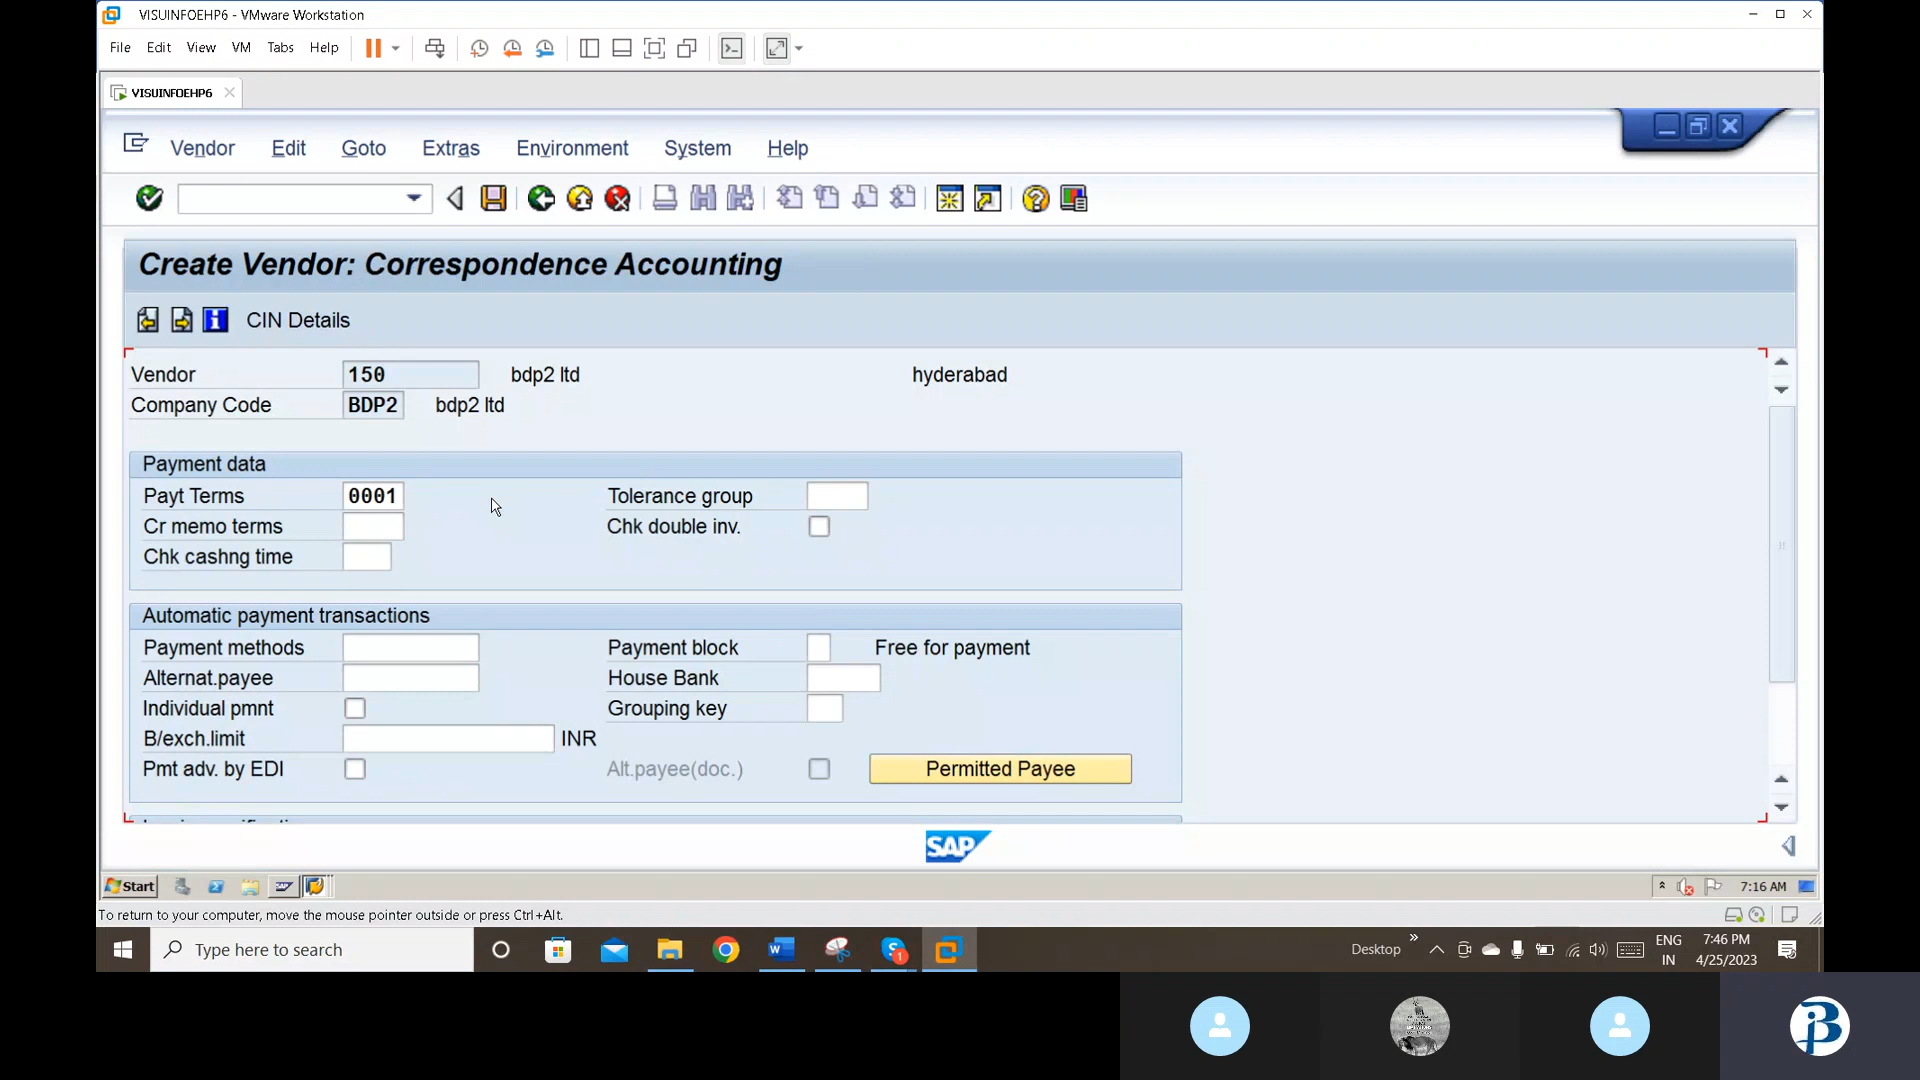 VISUINFOEHP6 - VMware Workstation
File Edit View VM Tabs Help
VISUINFOEHP6
Vendor Edit Goto Extras Environment System Help
Create Vendor: Correspondence Accounting
CIN Details
Vendor 150 bdp2 ltd hyderabad
Company Code BDP2 bdp2 ltd
Payment data
Payt Terms 0001 Tolerance group
Cr memo terms Chk double inv.
Chk cashng time
Automatic payment transactions
Payment methods Payment block Free for payment
Alternat.payee House Bank
Individual pmnt Grouping key
B/exch.limit INR
Pmt adv. by EDI Alt.payee(doc.) Permitted Payee
SAP
Start 7:16 AM
To return to your computer, move the mouse pointer outside or press Ctrl+Alt.
Type here to search Desktop » ENG 7:46 PM
IN 4/25/2023